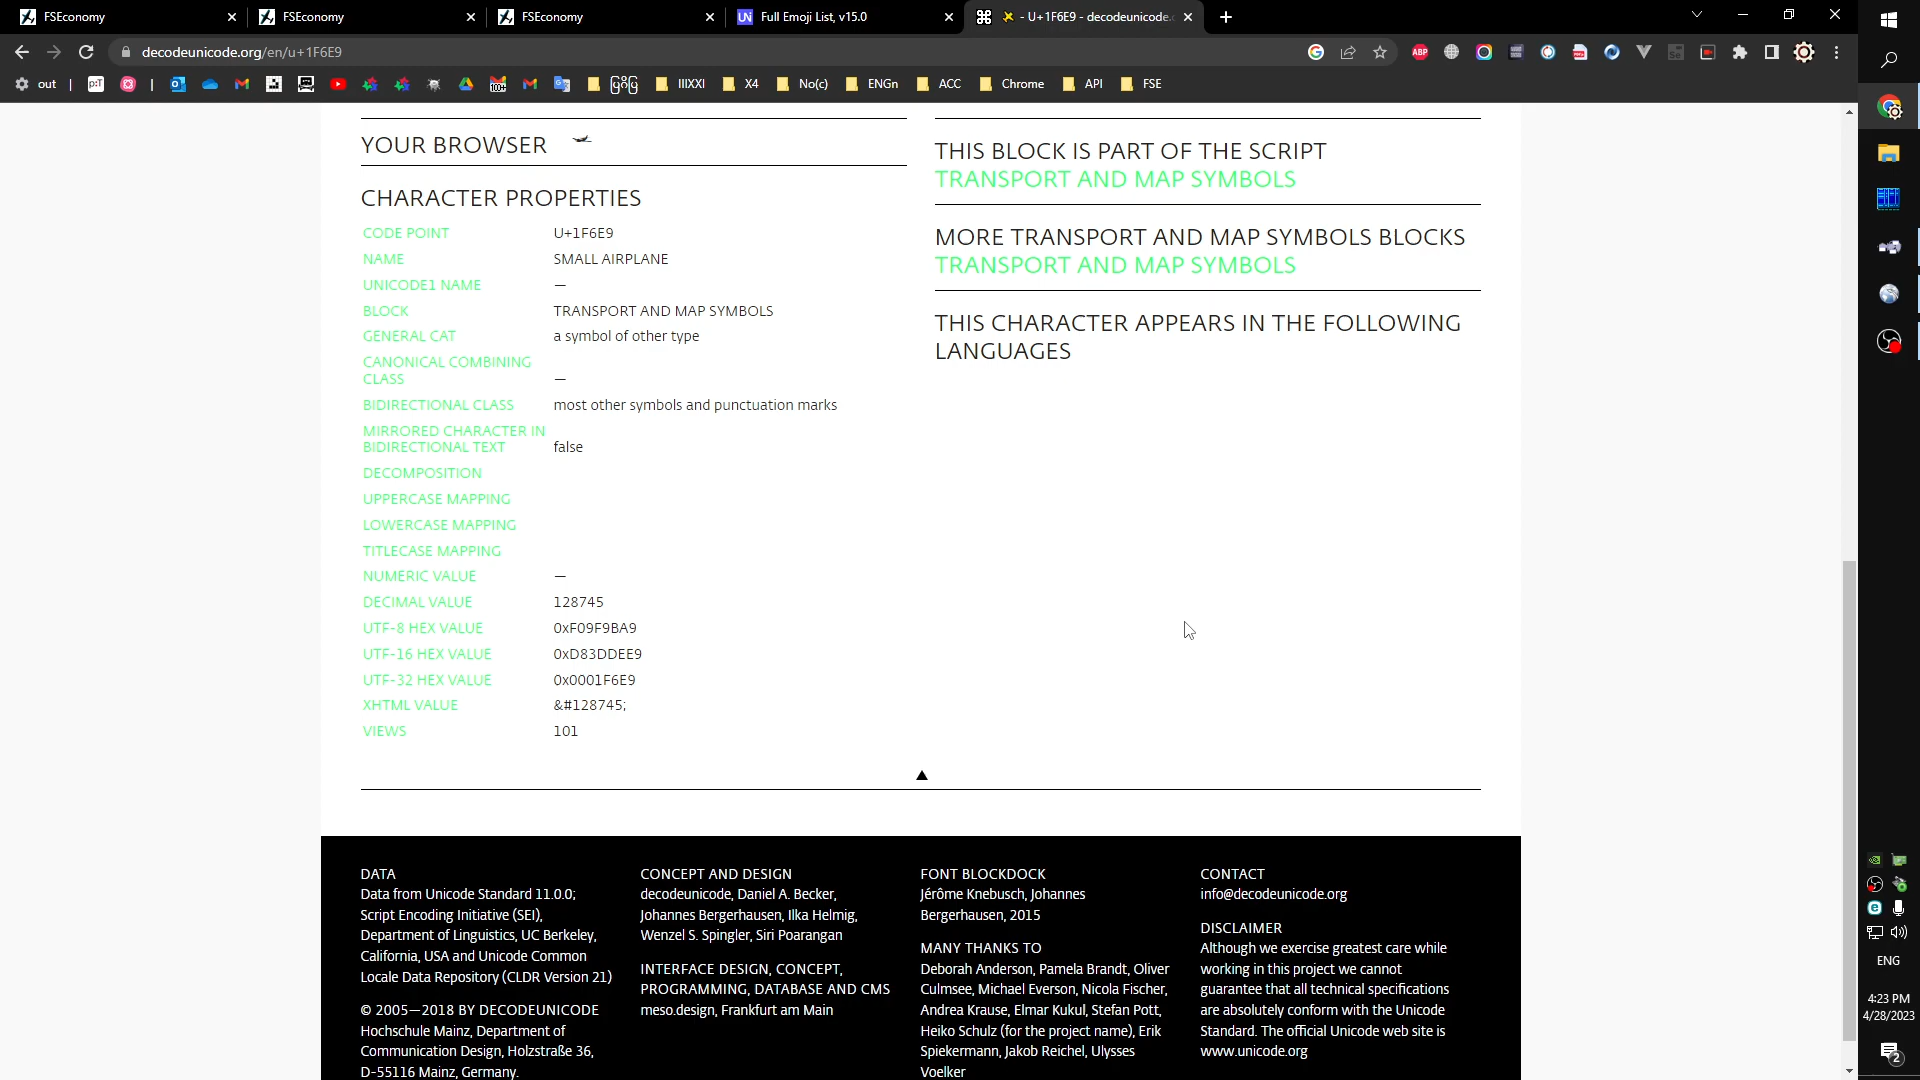 FSEconomy
FSEconomy
FSEconomy
Full Emoji List, v15.0
- U+1F6E9 - decodeunicode.
decodeunicode.org/en/u+1F6E9
out
|
p:T
|
100+
IIIXXI
X4
No(c)
ENGn
ACC
Chrome
API
FSE
YOUR BROWSER
CHARACTER PROPERTIES
CODE POINT U+1F6E9
NAME SMALL AIRPLANE
UNICODE1 NAME —
BLOCK TRANSPORT AND MAP SYMBOLS
GENERAL CAT a symbol of other type
CANONICAL COMBINING
CLASS —
BIDIRECTIONAL CLASS most other symbols and punctuation marks
MIRRORED CHARACTER IN
BIDIRECTIONAL TEXT false
DECOMPOSITION
UPPERCASE MAPPING
LOWERCASE MAPPING
TITLECASE MAPPING
NUMERIC VALUE —
DECIMAL VALUE 128745
UTF-8 HEX VALUE 0xF09F9BA9
UTF-16 HEX VALUE 0xD83DDEE9
UTF-32 HEX VALUE 0x0001F6E9
XHTML VALUE &#128745;
VIEWS 101
THIS BLOCK IS PART OF THE SCRIPT
TRANSPORT AND MAP SYMBOLS
MORE TRANSPORT AND MAP SYMBOLS BLOCKS
TRANSPORT AND MAP SYMBOLS
THIS CHARACTER APPEARS IN THE FOLLOWING
LANGUAGES
▲
DATA
Data from Unicode Standard 11.0.0;
Script Encoding Initiative (SEI),
Department of Linguistics, UC Berkeley,
California, USA and Unicode Common
Locale Data Repository (CLDR Version 21)
© 2005—2018 BY DECODEUNICODE
Hochschule Mainz, Department of
Communication Design, Holzstraße 36,
D-55116 Mainz, Germany.
CONCEPT AND DESIGN
decodeunicode, Daniel A. Becker,
Johannes Bergerhausen, Ilka Helmig,
Wenzel S. Spingler, Siri Poarangan
INTERFACE DESIGN, CONCEPT,
PROGRAMMING, DATABASE AND CMS
meso.design, Frankfurt am Main
FONT BLOCKDOCK
Jérôme Knebusch, Johannes
Bergerhausen, 2015
MANY THANKS TO
Deborah Anderson, Pamela Brandt, Oliver
Culmsee, Michael Everson, Nicola Fischer,
Andrea Krause, Elmar Kukul, Stefan Pott,
Heiko Schulz (for the project name), Erik
Spiekermann, Jakob Reichel, Ulysses
Voelker
CONTACT
info@decodeunicode.org
DISCLAIMER
Although we exercise greatest care while
working in this project we cannot
guarantee that all technical specifications
are absolutely conform with the Unicode
Standard. The official Unicode web site is
www.unicode.org
ABP
ENG
4:23 PM
4/28/2023
2